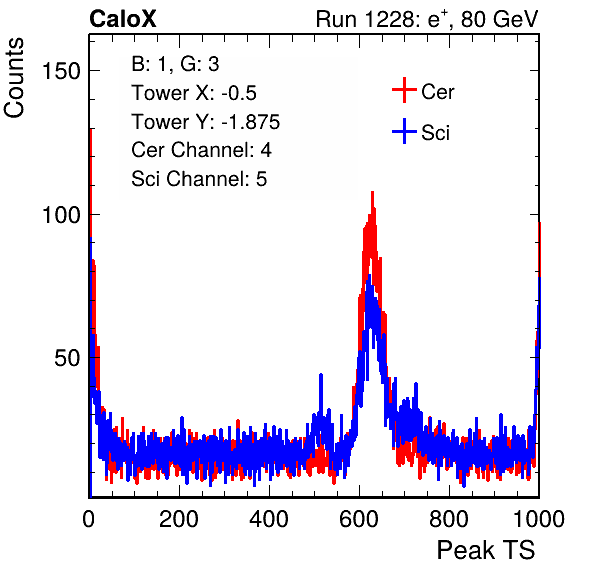 CaloX Run 1228: e⁺, 80 GeV
Counts
B: 1, G: 3
Tower X: -0.5
Tower Y: -1.875
Cer Channel: 4
Sci Channel: 5
Cer
Sci
150
100
50
0 200 400 600 800 1000
Peak TS